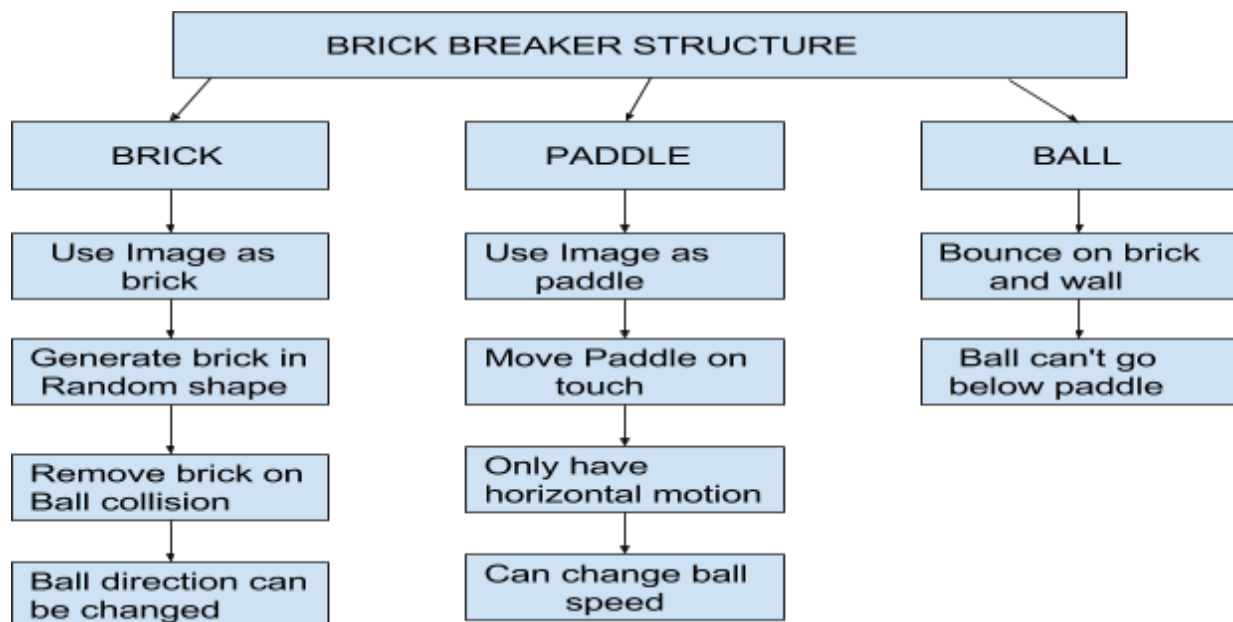 BRICK BREAKER STRUCTURE
BRICK
Use Image as
brick
Generate brick in
Random shape
Remove brick on
Ball collision
Ball direction can
be changed
PADDLE
Use Image as
paddle
Move Paddle on
touch
Only have
horizontal motion
Can change ball
speed
BALL
Bounce on brick
and wall
Ball can't go
below paddle